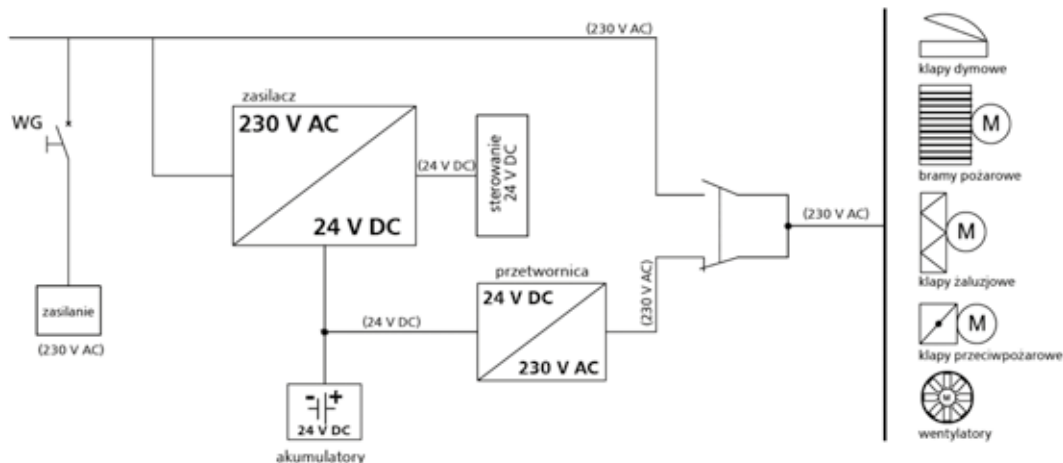 (230 V AC)
WG
zasilanie
(230 V AC)
zasilacz
230 V AC
24 V DC
(24 V DC)
sterowanie
24 V DC
przetwornica
24 V DC
230 V AC
(24 V DC)
(230 V AC)
- +
24 V DC
akumulatory
(230 V AC)
klapy dymowe
M
bramy pożarowe
M
klapy żaluzjowe
M
klapy przeciwpożarowe
M
wentylatory